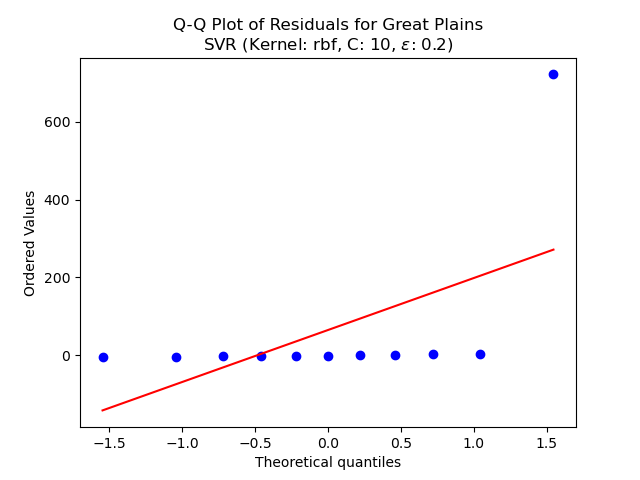 Q-Q Plot of Residuals for Great Plains
SVR (Kernel: rbf, C: 10, ε: 0.2)
Ordered Values
600
400
200
0
−1.5 −1.0 −0.5 0.0 0.5 1.0 1.5
Theoretical quantiles